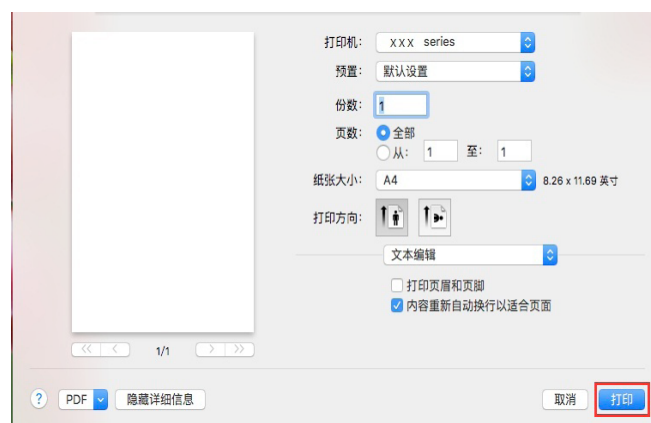 打印机: xxx series
预置: 默认设置
份数: 1
页数: 全部
从: 1 至: 1
纸张大小: A4 8.26 x 11.69 英寸
打印方向:
文本编辑
打印页眉和页脚
内容重新自动换行以适合页面
<< < 1/1 > >>
? PDF 隐藏详细信息 取消 打印